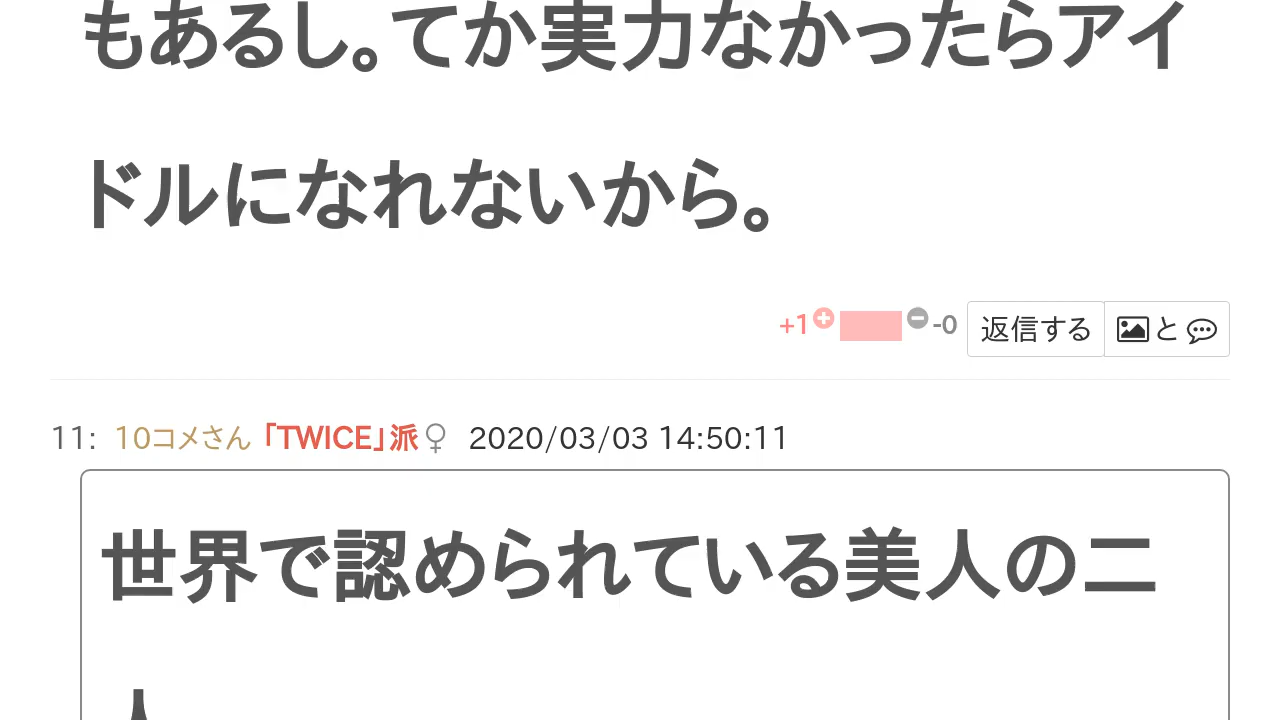 もあるし。てか実力なかったらアイ
ドルになれないから。
+1 -0 返信する と
11: 10コメさん 「TWICE」派♀ 2020/03/03 14:50:11
世界で認められている美人の二